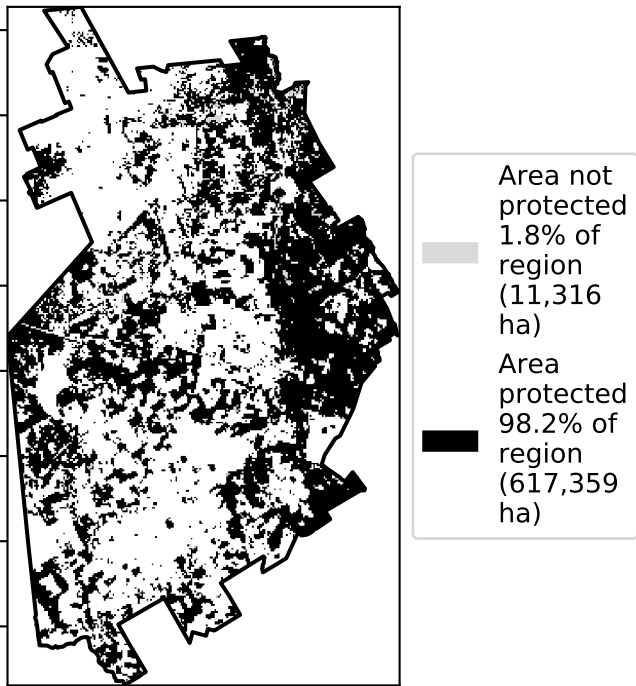 Area not
protected
1.8% of
region
(11,316
ha)
Area
protected
98.2% of
region
(617,359
ha)